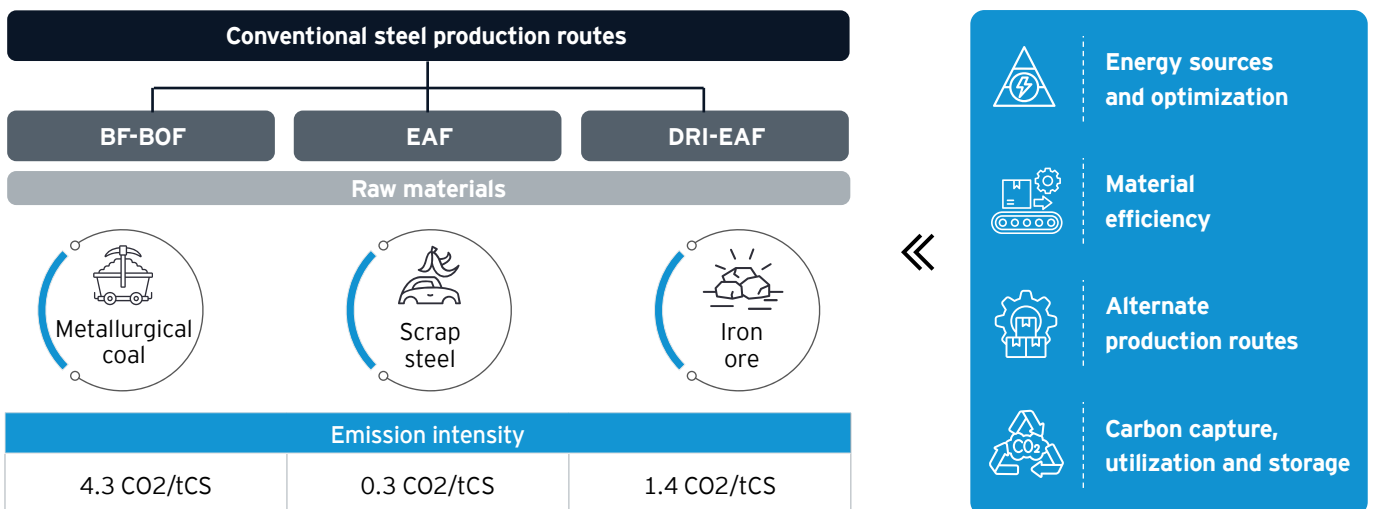 Conventional steel production routes
BF-BOF
EAF
DRI-EAF
Raw materials
Metallurgical
coal
Scrap
steel
Iron
ore
Emission intensity
4.3 CO2/tCS
0.3 CO2/tCS
1.4 CO2/tCS
Energy sources
and optimization
Material
efficiency
Alternate
production routes
CO₂
Carbon capture,
utilization and storage